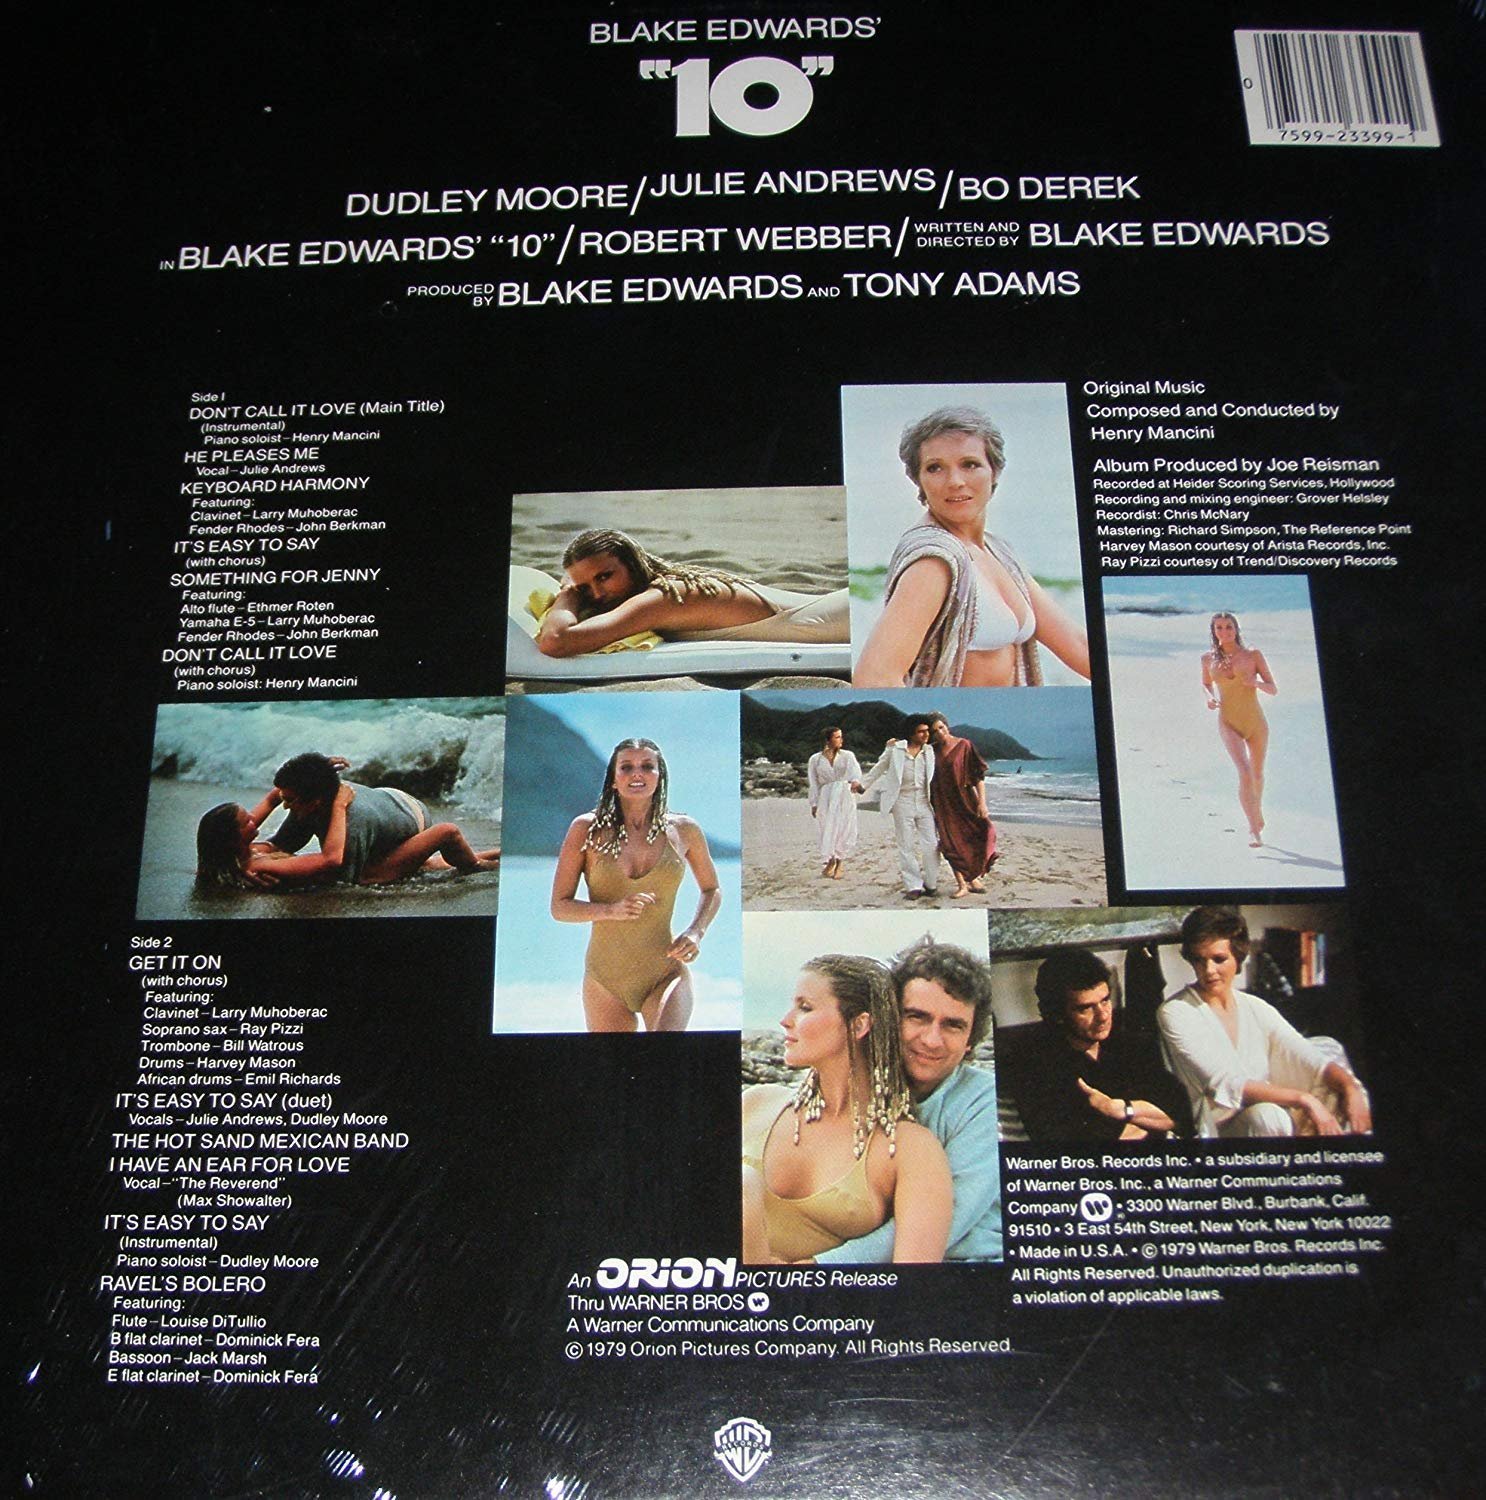 BLAKE EDWARDS'
"10"
0
7599-23399-1
DUDLEY MOORE/JULIE ANDREWS/BO DEREK
IN BLAKE EDWARDS' "10"/ROBERT WEBBER/WRITTEN AND DIRECTED BY BLAKE EDWARDS
PRODUCED BY BLAKE EDWARDS AND TONY ADAMS
Side I
DON'T CALL IT LOVE (Main Title)
(Instrumental)
Piano soloist–Henry Mancini
HE PLEASES ME
Vocal–Julie Andrews
KEYBOARD HARMONY
Featuring:
Clavinet–Larry Muhoberac
Fender Rhodes–John Berkman
IT'S EASY TO SAY
(with chorus)
SOMETHING FOR JENNY
Featuring:
Alto flute–Ethmer Roten
Yamaha E-5–Larry Muhoberac
Fender Rhodes–John Berkman
DON'T CALL IT LOVE
(with chorus)
Piano soloist: Henry Mancini
Original Music
Composed and Conducted by
Henry Mancini
Album Produced by Joe Reisman
Recorded at Heider Scoring Services, Hollywood
Recording and mixing engineer: Grover Helsley
Recordist: Chris McNary
Mastering: Richard Simpson, The Reference Point
Harvey Mason courtesy of Arista Records, Inc.
Ray Pizzi courtesy of Trend/Discovery Records
Side 2
GET IT ON
(with chorus)
Featuring:
Clavinet–Larry Muhoberac
Soprano sax–Ray Pizzi
Trombone–Bill Watrous
Drums–Harvey Mason
African drums–Emil Richards
IT'S EASY TO SAY (duet)
Vocals–Julie Andrews, Dudley Moore
THE HOT SAND MEXICAN BAND
I HAVE AN EAR FOR LOVE
Vocal–"The Reverend"
(Max Showalter)
IT'S EASY TO SAY
(Instrumental)
Piano soloist–Dudley Moore
RAVEL'S BOLERO
Featuring:
Flute–Louise DiTullio
B flat clarinet–Dominick Fera
Bassoon–Jack Marsh
E flat clarinet–Dominick Fera
An ORION PICTURES Release
Thru WARNER BROS
A Warner Communications Company
© 1979 Orion Pictures Company. All Rights Reserved.
Warner Bros. Records Inc. • a subsidiary and licensee
of Warner Bros. Inc., a Warner Communications
Company • 3300 Warner Blvd., Burbank, Calif.
91510 • 3 East 54th Street, New York, New York 10022
• Made in U.S.A. • © 1979 Warner Bros. Records Inc.
All Rights Reserved. Unauthorized duplication is
a violation of applicable laws.
WB
RECORDS